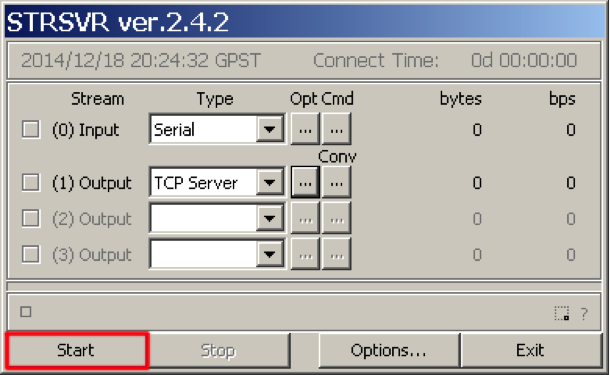 STRSVR ver.2.4.2
2014/12/18 20:24:32 GPST Connect Time: 0d 00:00:00
Stream Type Opt Cmd bytes bps
(0) Input Serial ... ... 0 0
Conv
(1) Output TCP Server ... ... 0 0
(2) Output ... ... 0 0
(3) Output ... ... 0 0
?
Start Stop Options... Exit